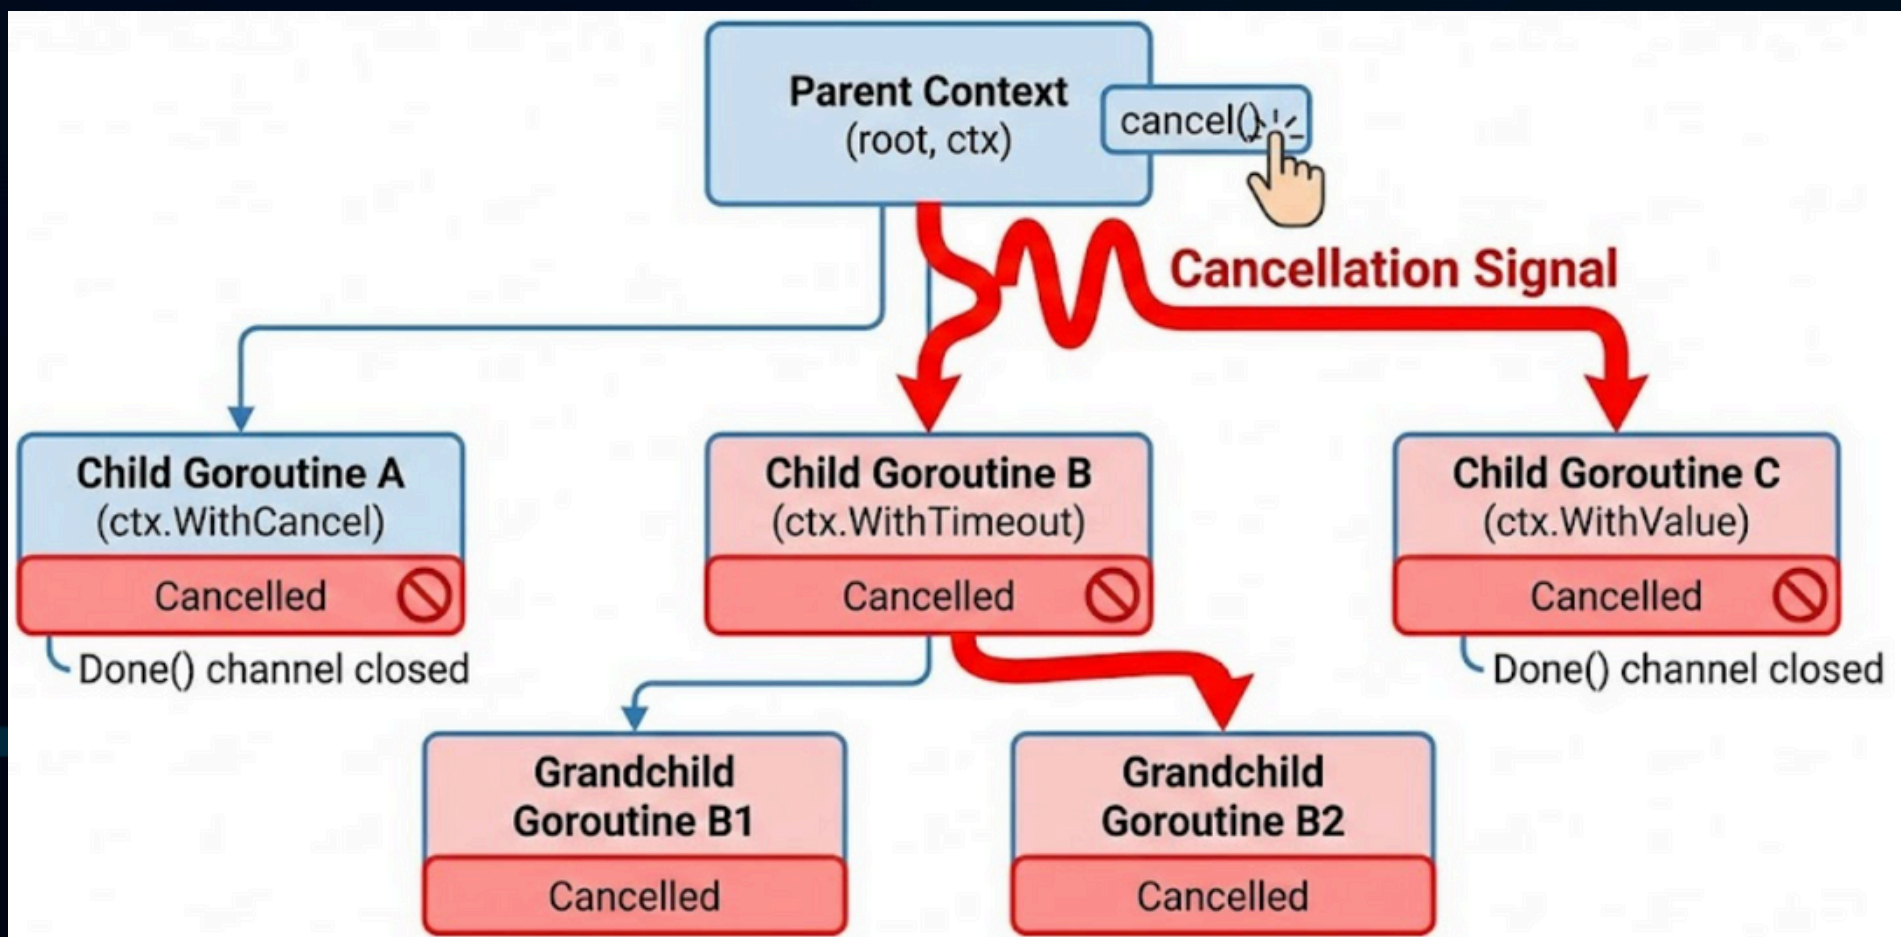 Parent Context
(root, ctx)
cancel()
Cancellation Signal
Child Goroutine A
(ctx.WithCancel)
Cancelled
Done() channel closed
Child Goroutine B
(ctx.WithTimeout)
Cancelled
Child Goroutine C
(ctx.WithValue)
Cancelled
Done() channel closed
Grandchild
Goroutine B1
Cancelled
Grandchild
Goroutine B2
Cancelled